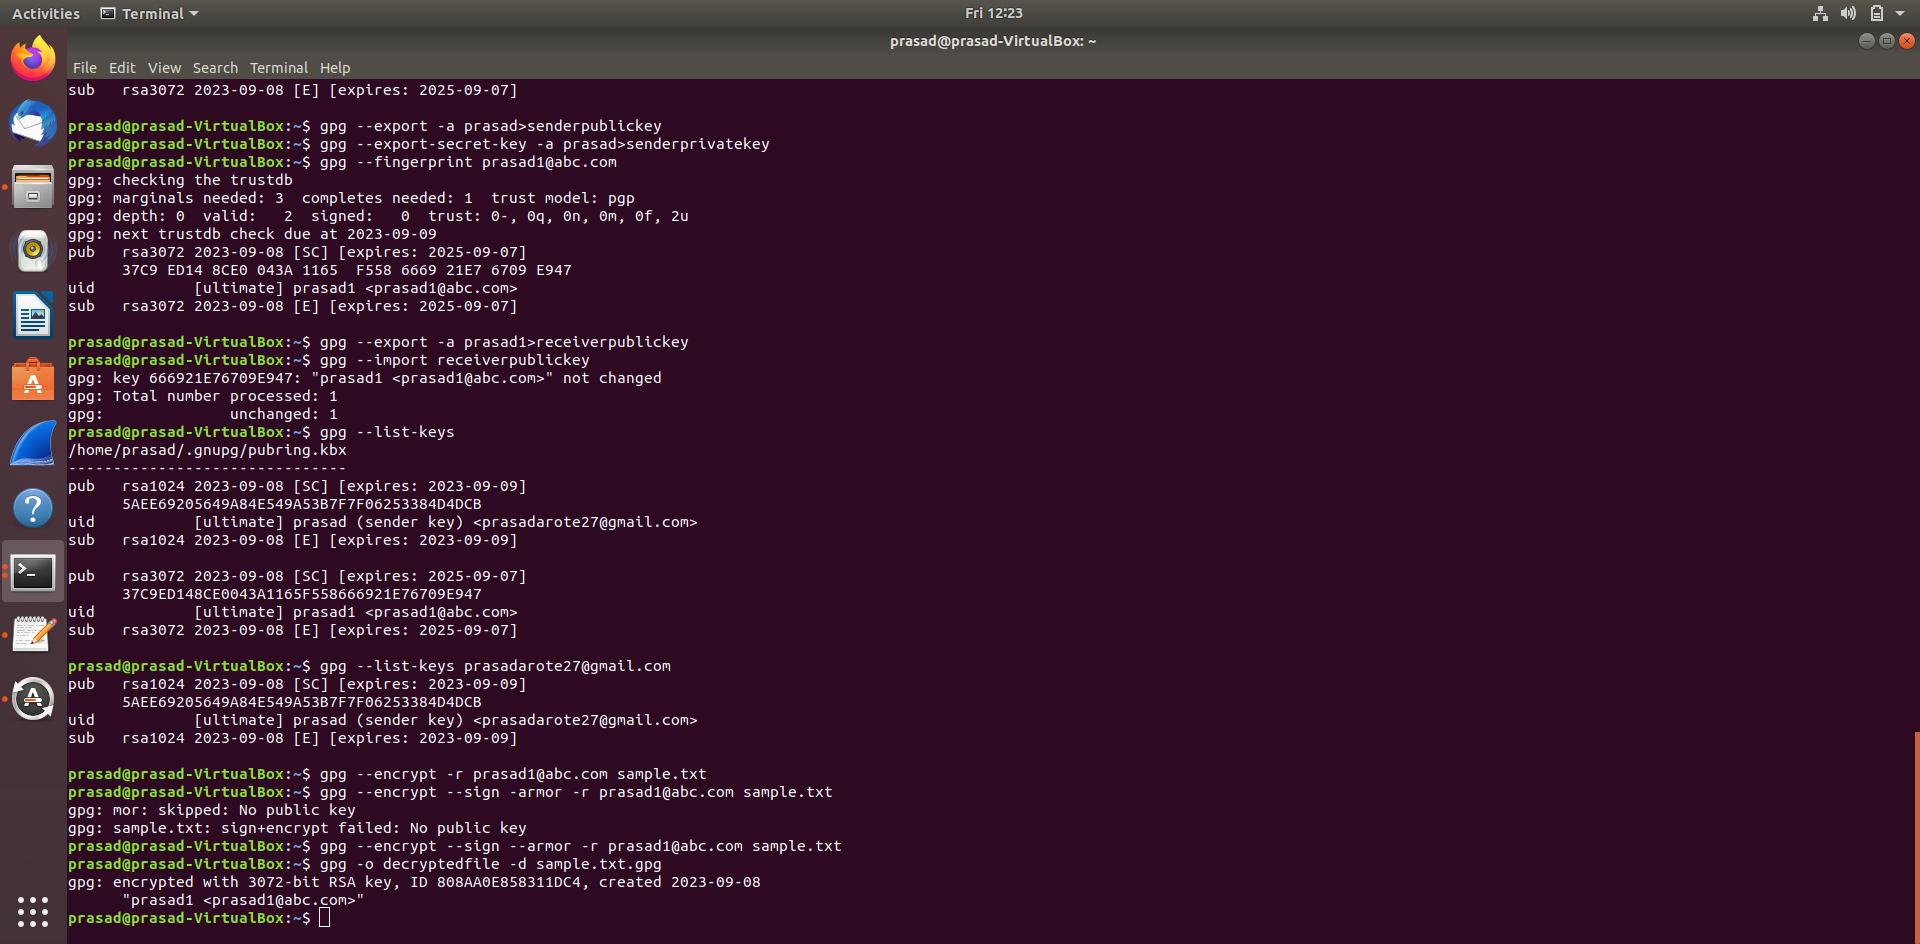 Activities Terminal Fri 12:23
prasad@prasad-VirtualBox: ~
File Edit View Search Terminal Help
sub   rsa3072 2023-09-08 [E] [expires: 2025-09-07]
prasad@prasad-VirtualBox:~$ gpg --export -a prasad>senderpublickey
prasad@prasad-VirtualBox:~$ gpg --export-secret-key -a prasad>senderprivatekey
prasad@prasad-VirtualBox:~$ gpg --fingerprint prasad1@abc.com
gpg: checking the trustdb
gpg: marginals needed: 3  completes needed: 1  trust model: pgp
gpg: depth: 0  valid:   2  signed:   0  trust: 0-, 0q, 0n, 0m, 0f, 2u
gpg: next trustdb check due at 2023-09-09
pub   rsa3072 2023-09-08 [SC] [expires: 2025-09-07]
      37C9 ED14 8CE0 043A 1165  F558 6669 21E7 6709 E947
uid           [ultimate] prasad1 <prasad1@abc.com>
sub   rsa3072 2023-09-08 [E] [expires: 2025-09-07]
prasad@prasad-VirtualBox:~$ gpg --export -a prasad1>receiverpublickey
prasad@prasad-VirtualBox:~$ gpg --import receiverpublickey
gpg: key 666921E76709E947: "prasad1 <prasad1@abc.com>" not changed
gpg: Total number processed: 1
gpg:              unchanged: 1
prasad@prasad-VirtualBox:~$ gpg --list-keys
/home/prasad/.gnupg/pubring.kbx
-------------------------------
pub   rsa1024 2023-09-08 [SC] [expires: 2023-09-09]
      5AEE69205649A84E549A53B7F7F06253384D4DCB
uid           [ultimate] prasad (sender key) <prasadarote27@gmail.com>
sub   rsa1024 2023-09-08 [E] [expires: 2023-09-09]
pub   rsa3072 2023-09-08 [SC] [expires: 2025-09-07]
      37C9ED148CE0043A1165F558666921E76709E947
uid           [ultimate] prasad1 <prasad1@abc.com>
sub   rsa3072 2023-09-08 [E] [expires: 2025-09-07]
prasad@prasad-VirtualBox:~$ gpg --list-keys prasadarote27@gmail.com
pub   rsa1024 2023-09-08 [SC] [expires: 2023-09-09]
      5AEE69205649A84E549A53B7F7F06253384D4DCB
uid           [ultimate] prasad (sender key) <prasadarote27@gmail.com>
sub   rsa1024 2023-09-08 [E] [expires: 2023-09-09]
prasad@prasad-VirtualBox:~$ gpg --encrypt -r prasad1@abc.com sample.txt
prasad@prasad-VirtualBox:~$ gpg --encrypt --sign -armor -r prasad1@abc.com sample.txt
gpg: mor: skipped: No public key
gpg: sample.txt: sign+encrypt failed: No public key
prasad@prasad-VirtualBox:~$ gpg --encrypt --sign --armor -r prasad1@abc.com sample.txt
prasad@prasad-VirtualBox:~$ gpg -o decryptedfile -d sample.txt.gpg
gpg: encrypted with 3072-bit RSA key, ID 808AA0E858311DC4, created 2023-09-08
      "prasad1 <prasad1@abc.com>"
prasad@prasad-VirtualBox:~$